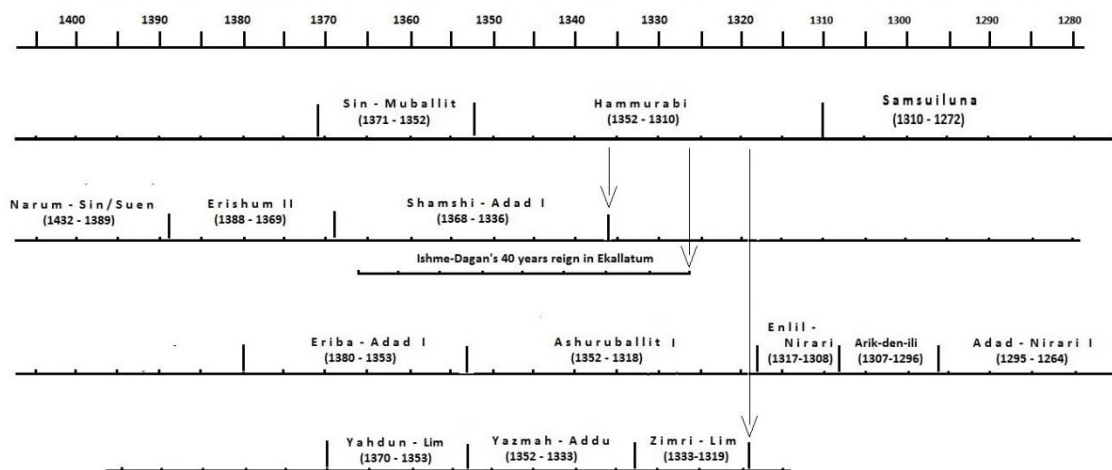 1400 1390 1380 1370 1360 1350 1340 1330 1320 1310 1300 1290 1280
Sin - Muballit
(1371 - 1352)
Hammurabi
(1352 - 1310)
Samsuiluna
(1310 - 1272)
Narum - Sin/Suen
(1432 - 1389)
Erishum II
(1388 - 1369)
Shamshi - Adad I
(1368 - 1336)
Ishme-Dagan's 40 years reign in Ekallatum
Eriba - Adad I
(1380 - 1353)
Ashuruballit I
(1352 - 1318)
Enlil -
Nirari
(1317-1308)
Arik-den-ili
(1307-1296)
Adad - Nirari I
(1295 - 1264)
Yahdun - Lim
(1370 - 1353)
Yazmah - Addu
(1352 - 1333)
Zimri - Lim
(1333-1319)